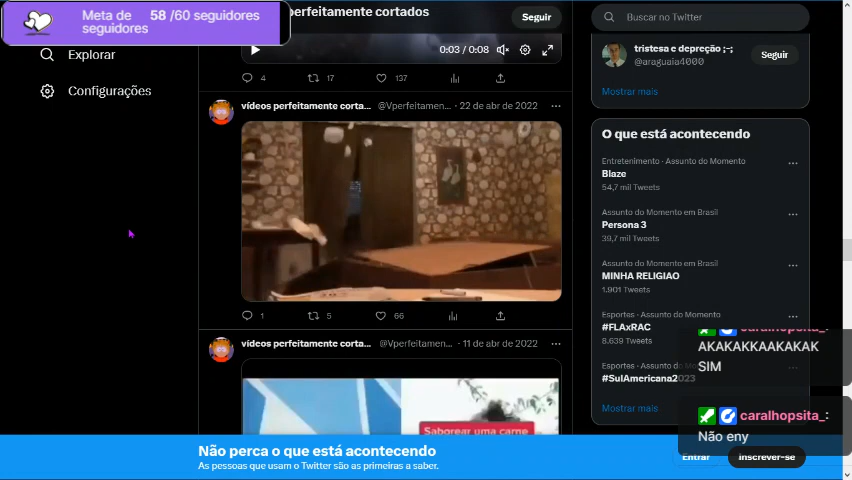 Meta de seguidores
58 /60 seguidores
Explorar
Configurações
perfeitamente cortados
Seguir
0:03 / 0:08
4
17
137
vídeos perfeitamente corta... @Vperfeitamen... · 22 de abr de 2022
1
5
66
vídeos perfeitamente corta... @Vperfeitamen... · 11 de abr de 2022
Saborear uma carne
Buscar no Twitter
tristesa e depreção ;-;
@araguaia4000
Seguir
Mostrar mais
O que está acontecendo
Entretenimento · Assunto do Momento
Blaze
54,7 mil Tweets
Assunto do Momento em Brasil
Persona 3
39,7 mil Tweets
Assunto do Momento em Brasil
MINHA RELIGIAO
1.901 Tweets
Esportes · Assunto do Momento
#FLAxRAC
8.639 Tweets
Esportes · Assunto do Momento
#SulAmericana2023
Mostrar mais
caralhopsita_:
AKAKAKKAAKAKAK
SIM
caralhopsita_:
Não eny
Não perca o que está acontecendo
As pessoas que usam o Twitter são as primeiras a saber.
Entrar
Inscrever-se